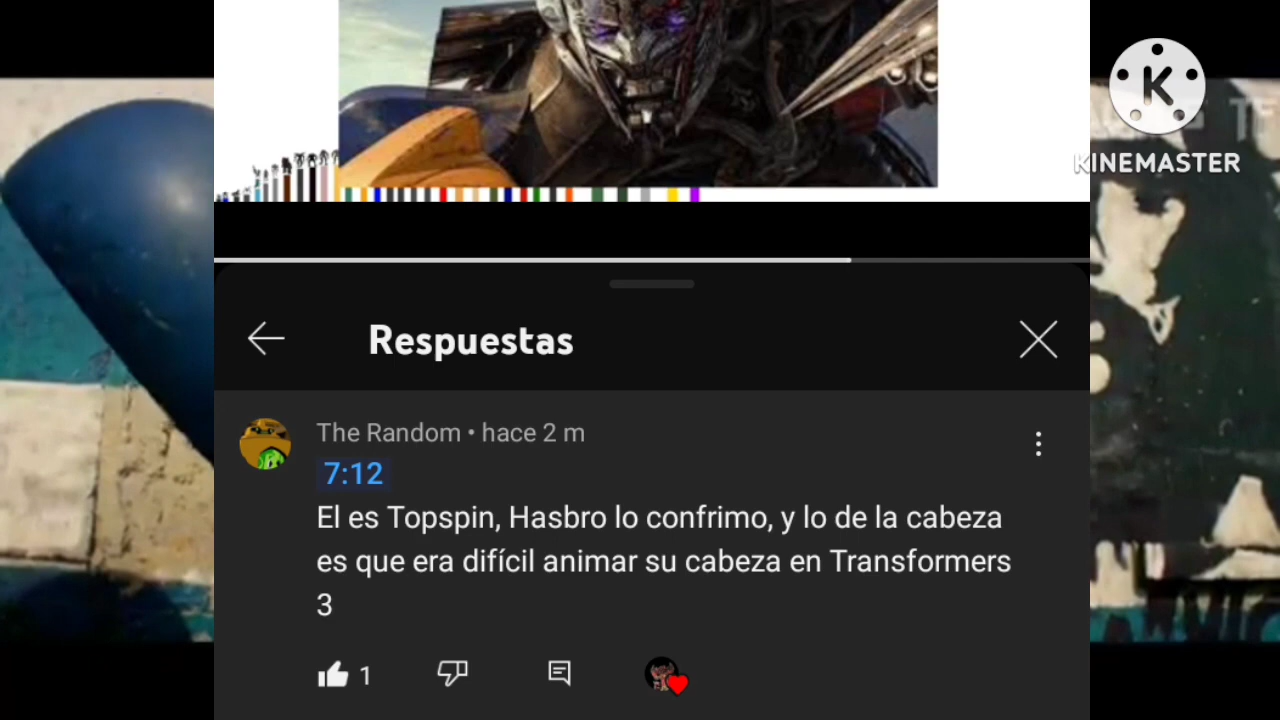 K
KINEMASTER
Respuestas
The Random • hace 2 m
7:12
El es Topspin, Hasbro lo confrimo, y lo de la cabeza
es que era difícil animar su cabeza en Transformers
3
1